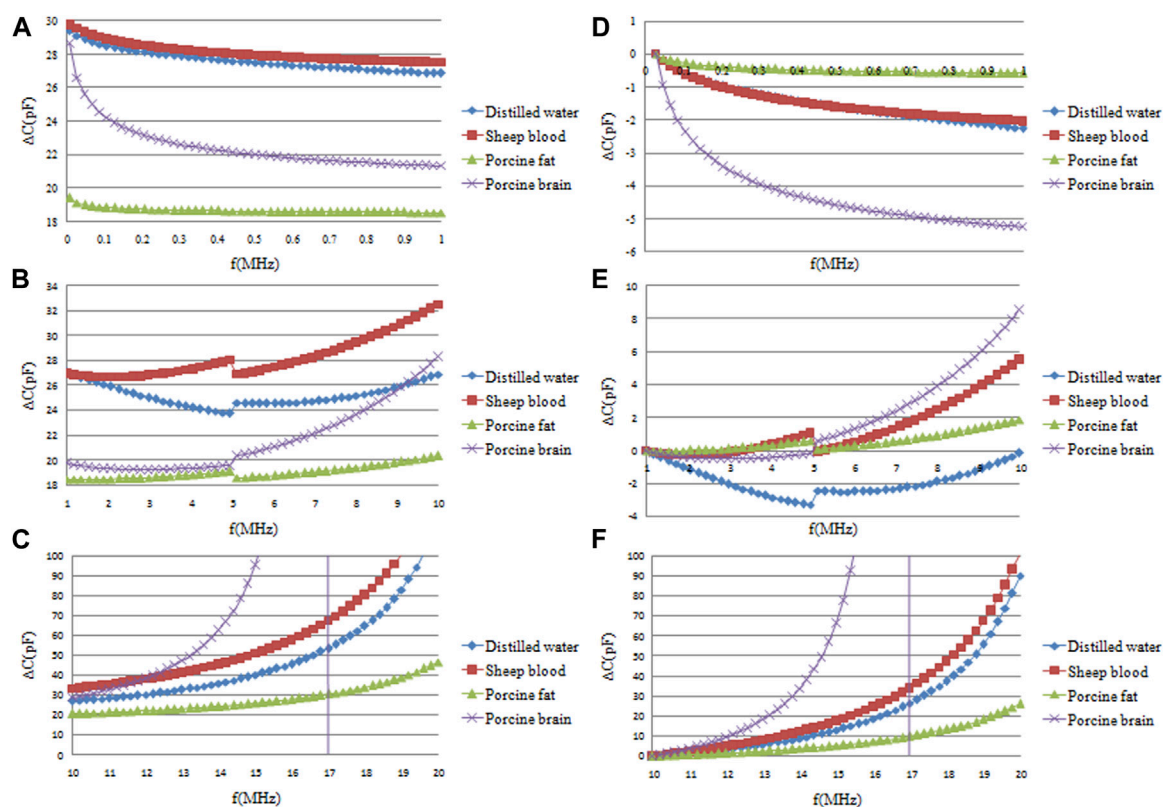 A
ΔC(pF)
30
28
26
24
22
20
18
0 0.1 0.2 0.3 0.4 0.5 0.6 0.7 0.8 0.9 1
f(MHz)
Distilled water
Sheep blood
Porcine fat
Porcine brain
D
ΔC(pF)
1
0
-1
-2
-3
-4
-5
-6
0 0.1 0.2 0.3 0.4 0.5 0.6 0.7 0.8 0.9 1
f(MHz)
Distilled water
Sheep blood
Porcine fat
Porcine brain
B
ΔC(pF)
34
32
30
28
26
24
22
20
18
1 2 3 4 5 6 7 8 9 10
f(MHz)
Distilled water
Sheep blood
Porcine fat
Porcine brain
E
ΔC(pF)
10
8
6
4
2
0
-2
-4
1 2 3 4 5 6 7 8 9 10
f(MHz)
Distilled water
Sheep blood
Porcine fat
Porcine brain
C
ΔC(pF)
100
90
80
70
60
50
40
30
20
10
0
10 11 12 13 14 15 16 17 18 19 20
f(MHz)
Distilled water
Sheep blood
Porcine fat
Porcine brain
F
ΔC(pF)
100
90
80
70
60
50
40
30
20
10
0
10 11 12 13 14 15 16 17 18 19 20
f(MHz)
Distilled water
Sheep blood
Porcine fat
Porcine brain